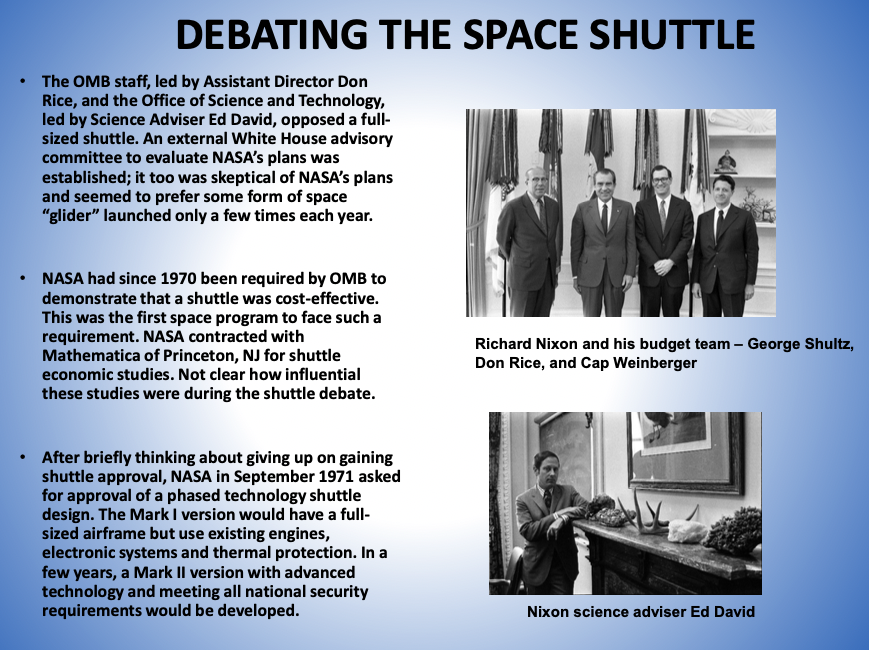 DEBATING THE SPACE SHUTTLE
• The OMB staff, led by Assistant Director Don
Rice, and the Office of Science and Technology,
led by Science Adviser Ed David, opposed a full-
sized shuttle. An external White House advisory
committee to evaluate NASA’s plans was
established; it too was skeptical of NASA’s plans
and seemed to prefer some form of space
“glider” launched only a few times each year.
• NASA had since 1970 been required by OMB to
demonstrate that a shuttle was cost-effective.
This was the first space program to face such a
requirement. NASA contracted with
Mathematica of Princeton, NJ for shuttle
economic studies. Not clear how influential
these studies were during the shuttle debate.
• After briefly thinking about giving up on gaining
shuttle approval, NASA in September 1971 asked
for approval of a phased technology shuttle
design. The Mark I version would have a full-
sized airframe but use existing engines,
electronic systems and thermal protection. In a
few years, a Mark II version with advanced
technology and meeting all national security
requirements would be developed.
Richard Nixon and his budget team – George Shultz,
Don Rice, and Cap Weinberger
Nixon science adviser Ed David